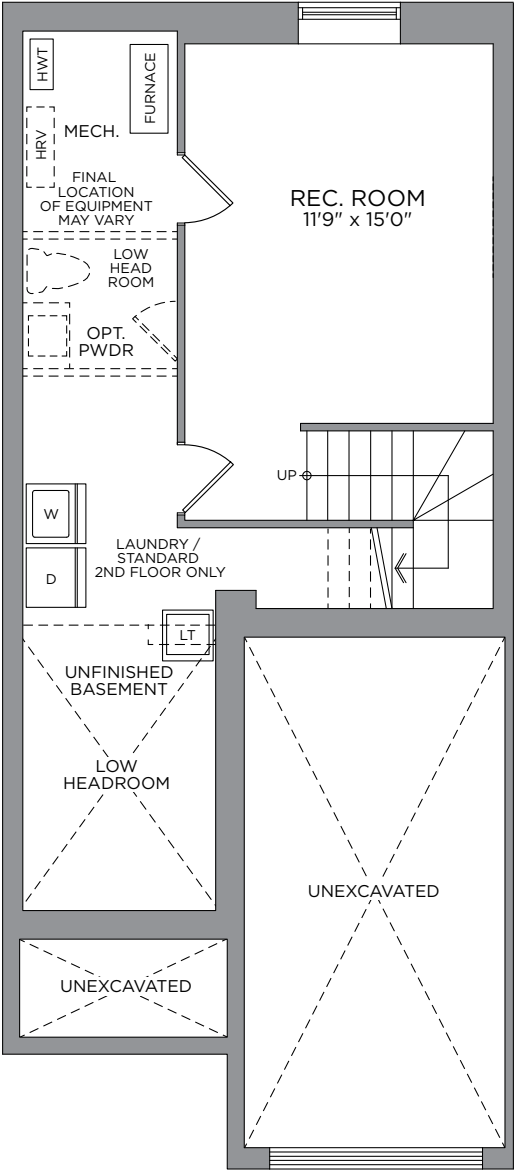 HWT
FURNACE
HRV
MECH.
FINAL
LOCATION
OF EQUIPMENT
MAY VARY
REC. ROOM
11'9" x 15'0"
LOW
HEAD
ROOM
OPT.
PWDR
UP
W
D
LAUNDRY /
STANDARD
2ND FLOOR ONLY
LT
UNFINISHED
BASEMENT
LOW
HEADROOM
UNEXCAVATED
UNEXCAVATED